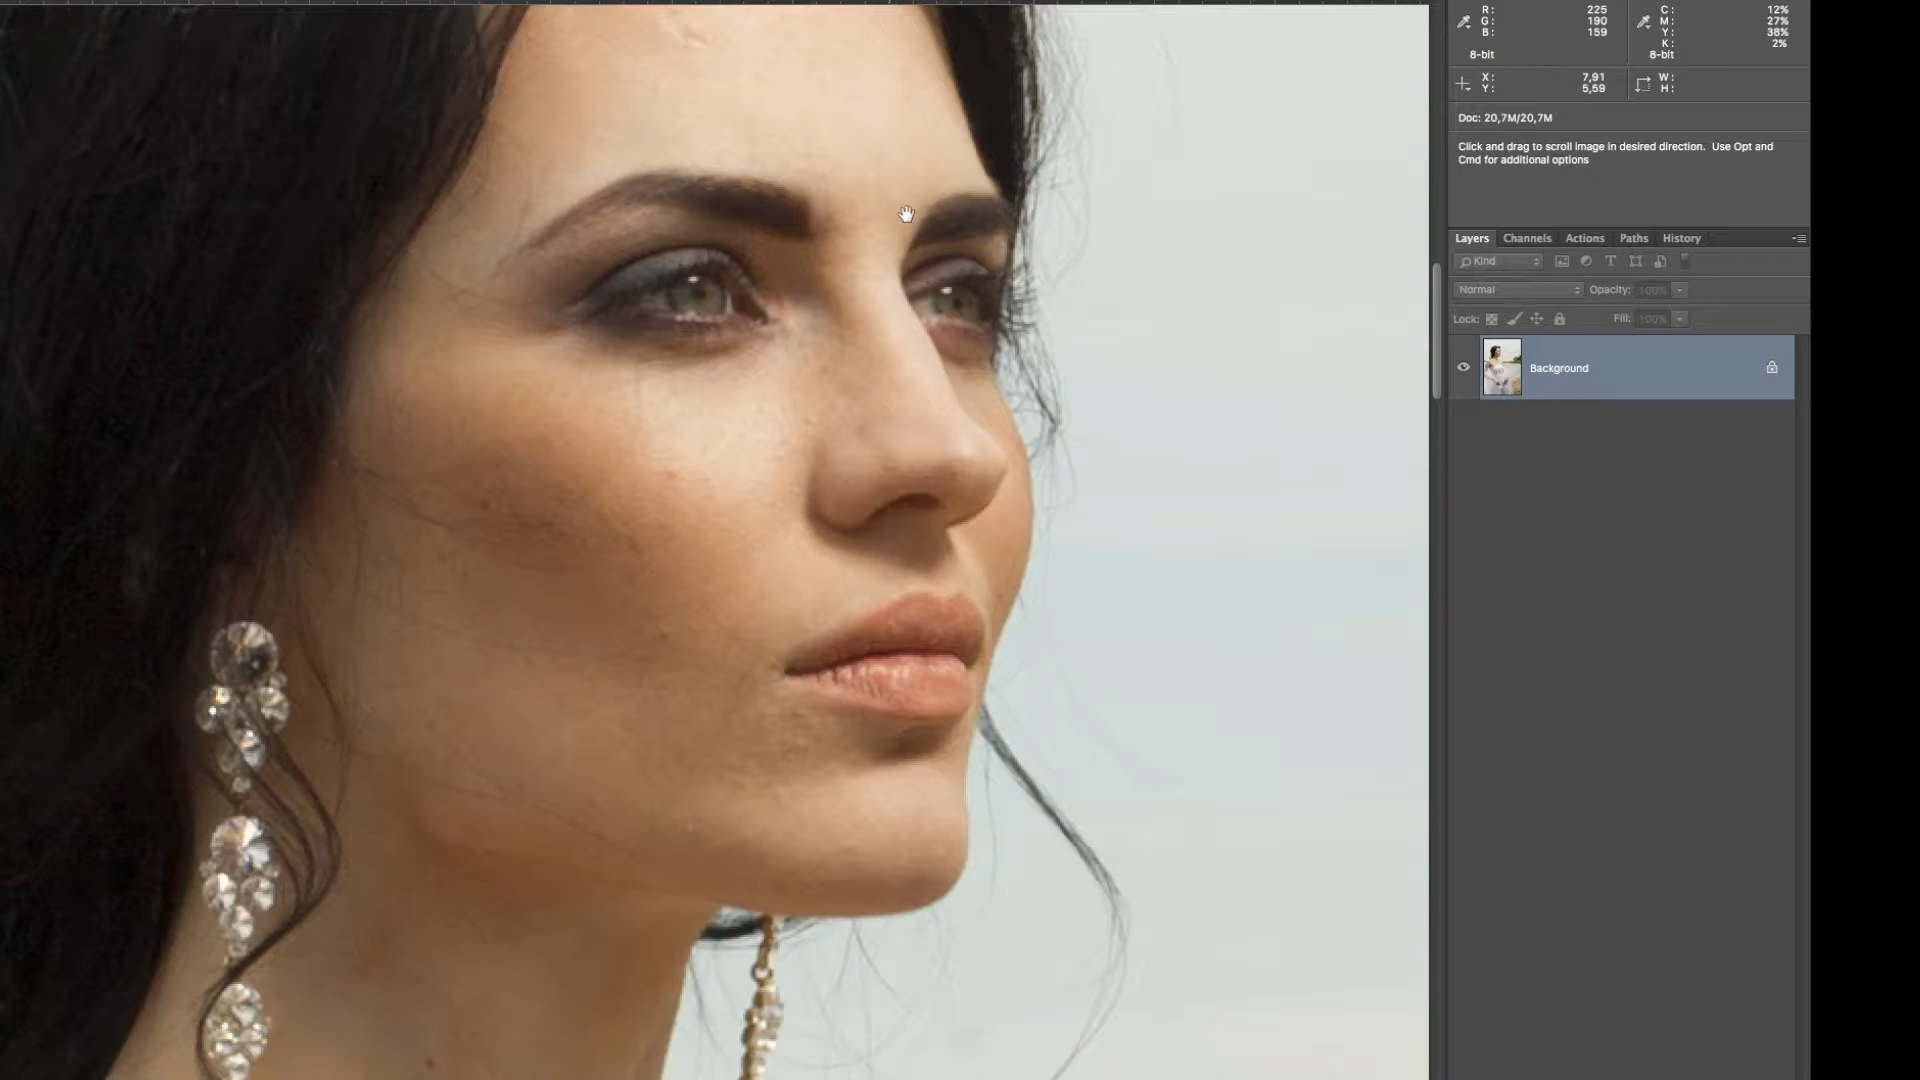 R: 225
G: 190
B: 159
8-bit
C: 12%
M: 27%
Y: 38%
K: 2%
8-bit
X: 7,91
Y: 5,59
W:
H:
Doc: 20,7M/20,7M
Click and drag to scroll image in desired direction. Use Opt and
Cmd for additional options
Layers Channels Actions Paths History
Kind
Normal Opacity: 100%
Lock: Fill: 100%
Background